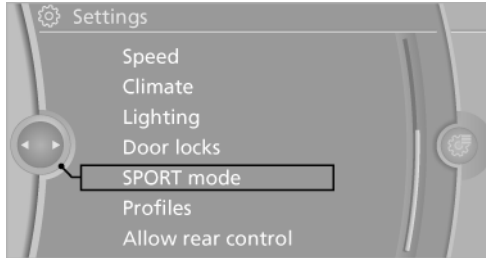 Settings
Speed
Climate
Lighting
Door locks
SPORT mode
Profiles
Allow rear control